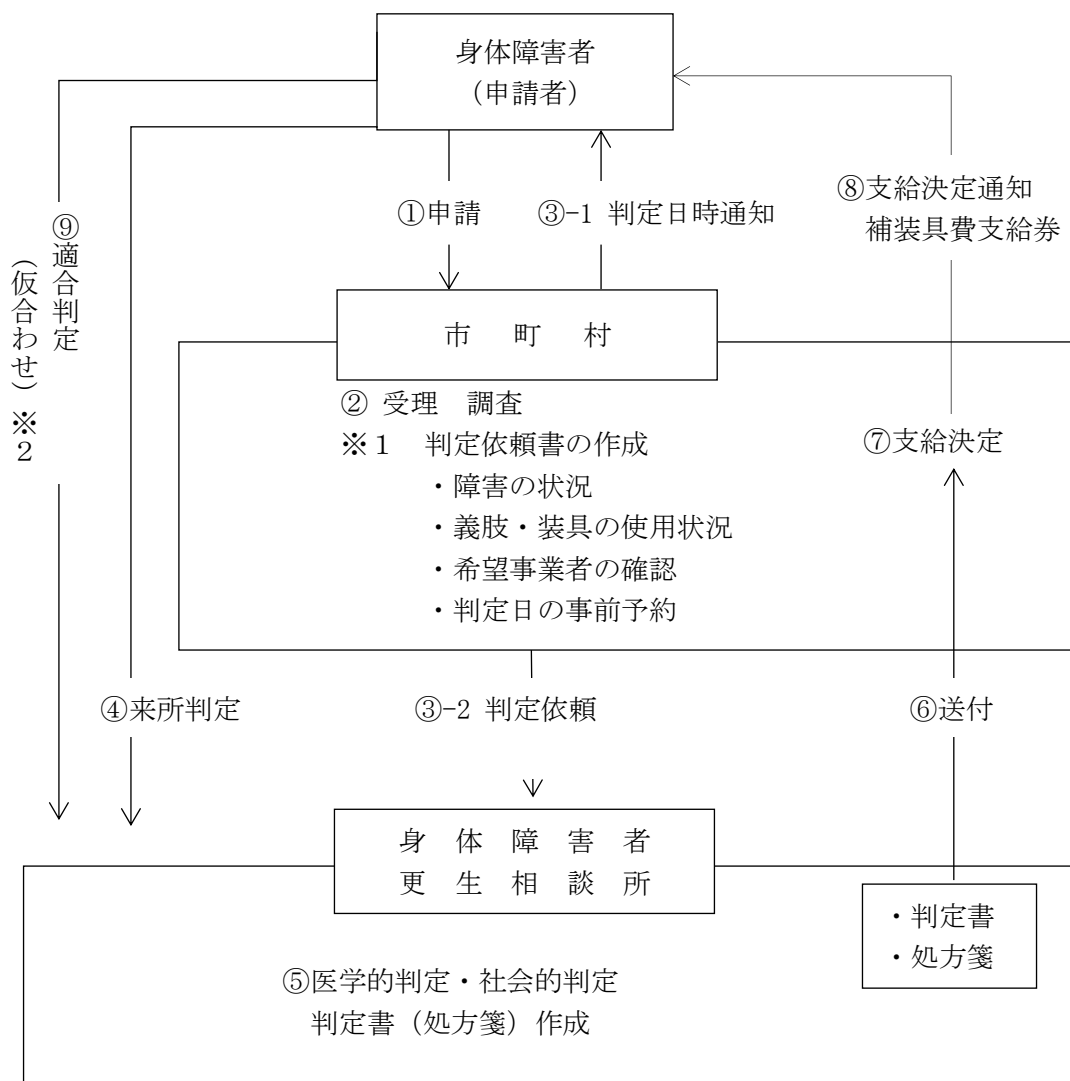 身体障害者
（申請者）
①申請
③-1 判定日時通知
⑧支給決定通知
補装具費支給券
⑨適合判定
（仮合わせ）※２
市　町　村
② 受理　調査
※１　判定依頼書の作成
・障害の状況
・義肢・装具の使用状況
・希望事業者の確認
・判定日の事前予約
⑦支給決定
④来所判定
③-2 判定依頼
⑥送付
身　体　障　害　者
更　生　相　談　所
・判定書
・処方箋
⑤医学的判定・社会的判定
判定書（処方箋）作成